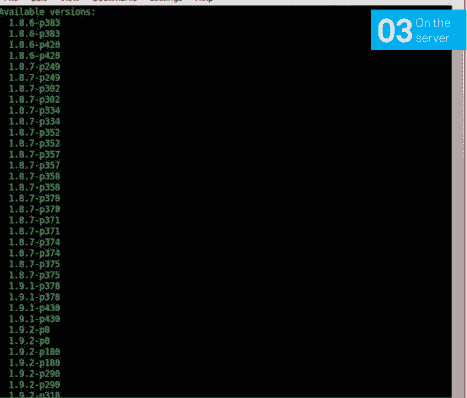 Available versions:
1.8.6-p383
1.8.6-p383
1.8.6-p420
1.8.6-p420
1.8.7-p249
1.8.7-p249
1.8.7-p302
1.8.7-p302
1.8.7-p334
1.8.7-p334
1.8.7-p352
1.8.7-p352
1.8.7-p357
1.8.7-p357
1.8.7-p358
1.8.7-p358
1.8.7-p370
1.8.7-p370
1.8.7-p371
1.8.7-p371
1.8.7-p374
1.8.7-p374
1.8.7-p375
1.8.7-p375
1.9.1-p378
1.9.1-p378
1.9.1-p430
1.9.1-p430
1.9.2-p0
1.9.2-p0
1.9.2-p180
1.9.2-p180
1.9.2-p290
1.9.2-p290
1.9.2-p318
03 On the
server